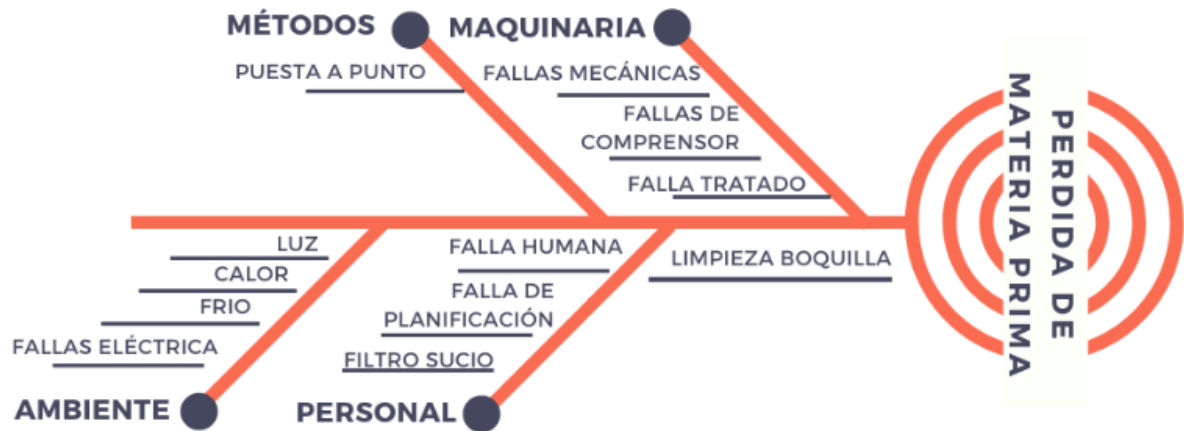 MÉTODOS
PUESTA A PUNTO
MAQUINARIA
FALLAS MECÁNICAS
FALLAS DE
COMPRENSOR
FALLA TRATADO
LUZ
CALOR
FRIO
FALLAS ELÉCTRICA
AMBIENTE
FALLA HUMANA
FALLA DE
PLANIFICACIÓN
FILTRO SUCIO
PERSONAL
LIMPIEZA BOQUILLA
PERDIDA DE
MATERIA PRIMA